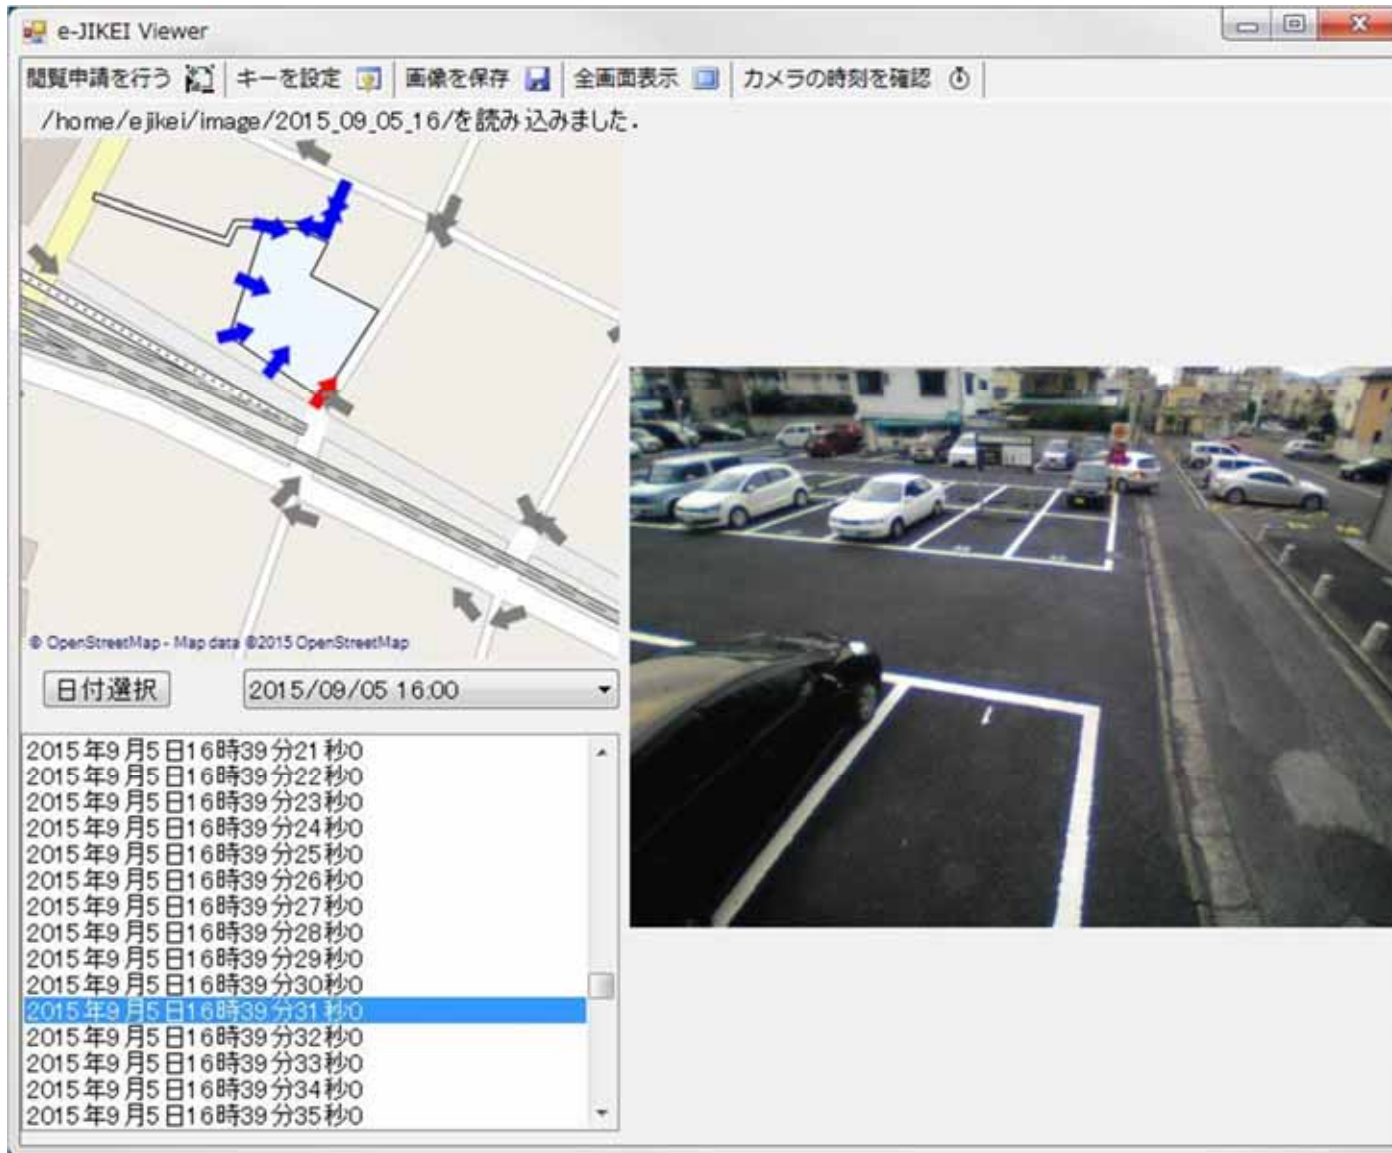 e-JIKEI Viewer
閲覧申請を行う キーを設定 画像を保存 全画面表示 カメラの時刻を確認
/home/ejikei/image/2015_09_05_16/を読み込みました.
© OpenStreetMap - Map data ©2015 OpenStreetMap
日付選択 2015/09/05 16:00
2015年9月5日16時39分21秒0
2015年9月5日16時39分22秒0
2015年9月5日16時39分23秒0
2015年9月5日16時39分24秒0
2015年9月5日16時39分25秒0
2015年9月5日16時39分26秒0
2015年9月5日16時39分27秒0
2015年9月5日16時39分28秒0
2015年9月5日16時39分29秒0
2015年9月5日16時39分30秒0
2015年9月5日16時39分31秒0
2015年9月5日16時39分32秒0
2015年9月5日16時39分33秒0
2015年9月5日16時39分34秒0
2015年9月5日16時39分35秒0